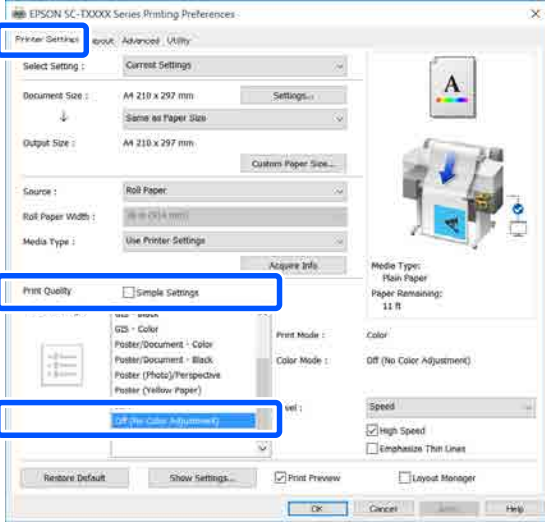 EPSON SC-TXXXX Series Printing Preferences
Printer Settings Advanced Utility
Select Setting : Current Settings
Document Size : A4 210 x 297 mm Settings...
Same as Paper Size
Output Size : A4 210 x 297 mm
Custom Paper Size...
Source : Roll Paper
Roll Paper Width :
Media Type : Use Printer Settings
Acquire Info
Media Type:
Plain Paper
Paper Remaining:
11 ft
Print Quality Simple Settings
GIS - Color
Poster/Document - Color
Poster/Document - Black
Poster (Photo)/Perspective
Poster (Yellow Paper)
Off (No Color Adjustment)
Print Mode : Color
Color Mode : Off (No Color Adjustment)
Speed
High Speed
Emphasize Thin Lines
Restore Default Show Settings... Print Preview Layout Manager
OK Cancel Help